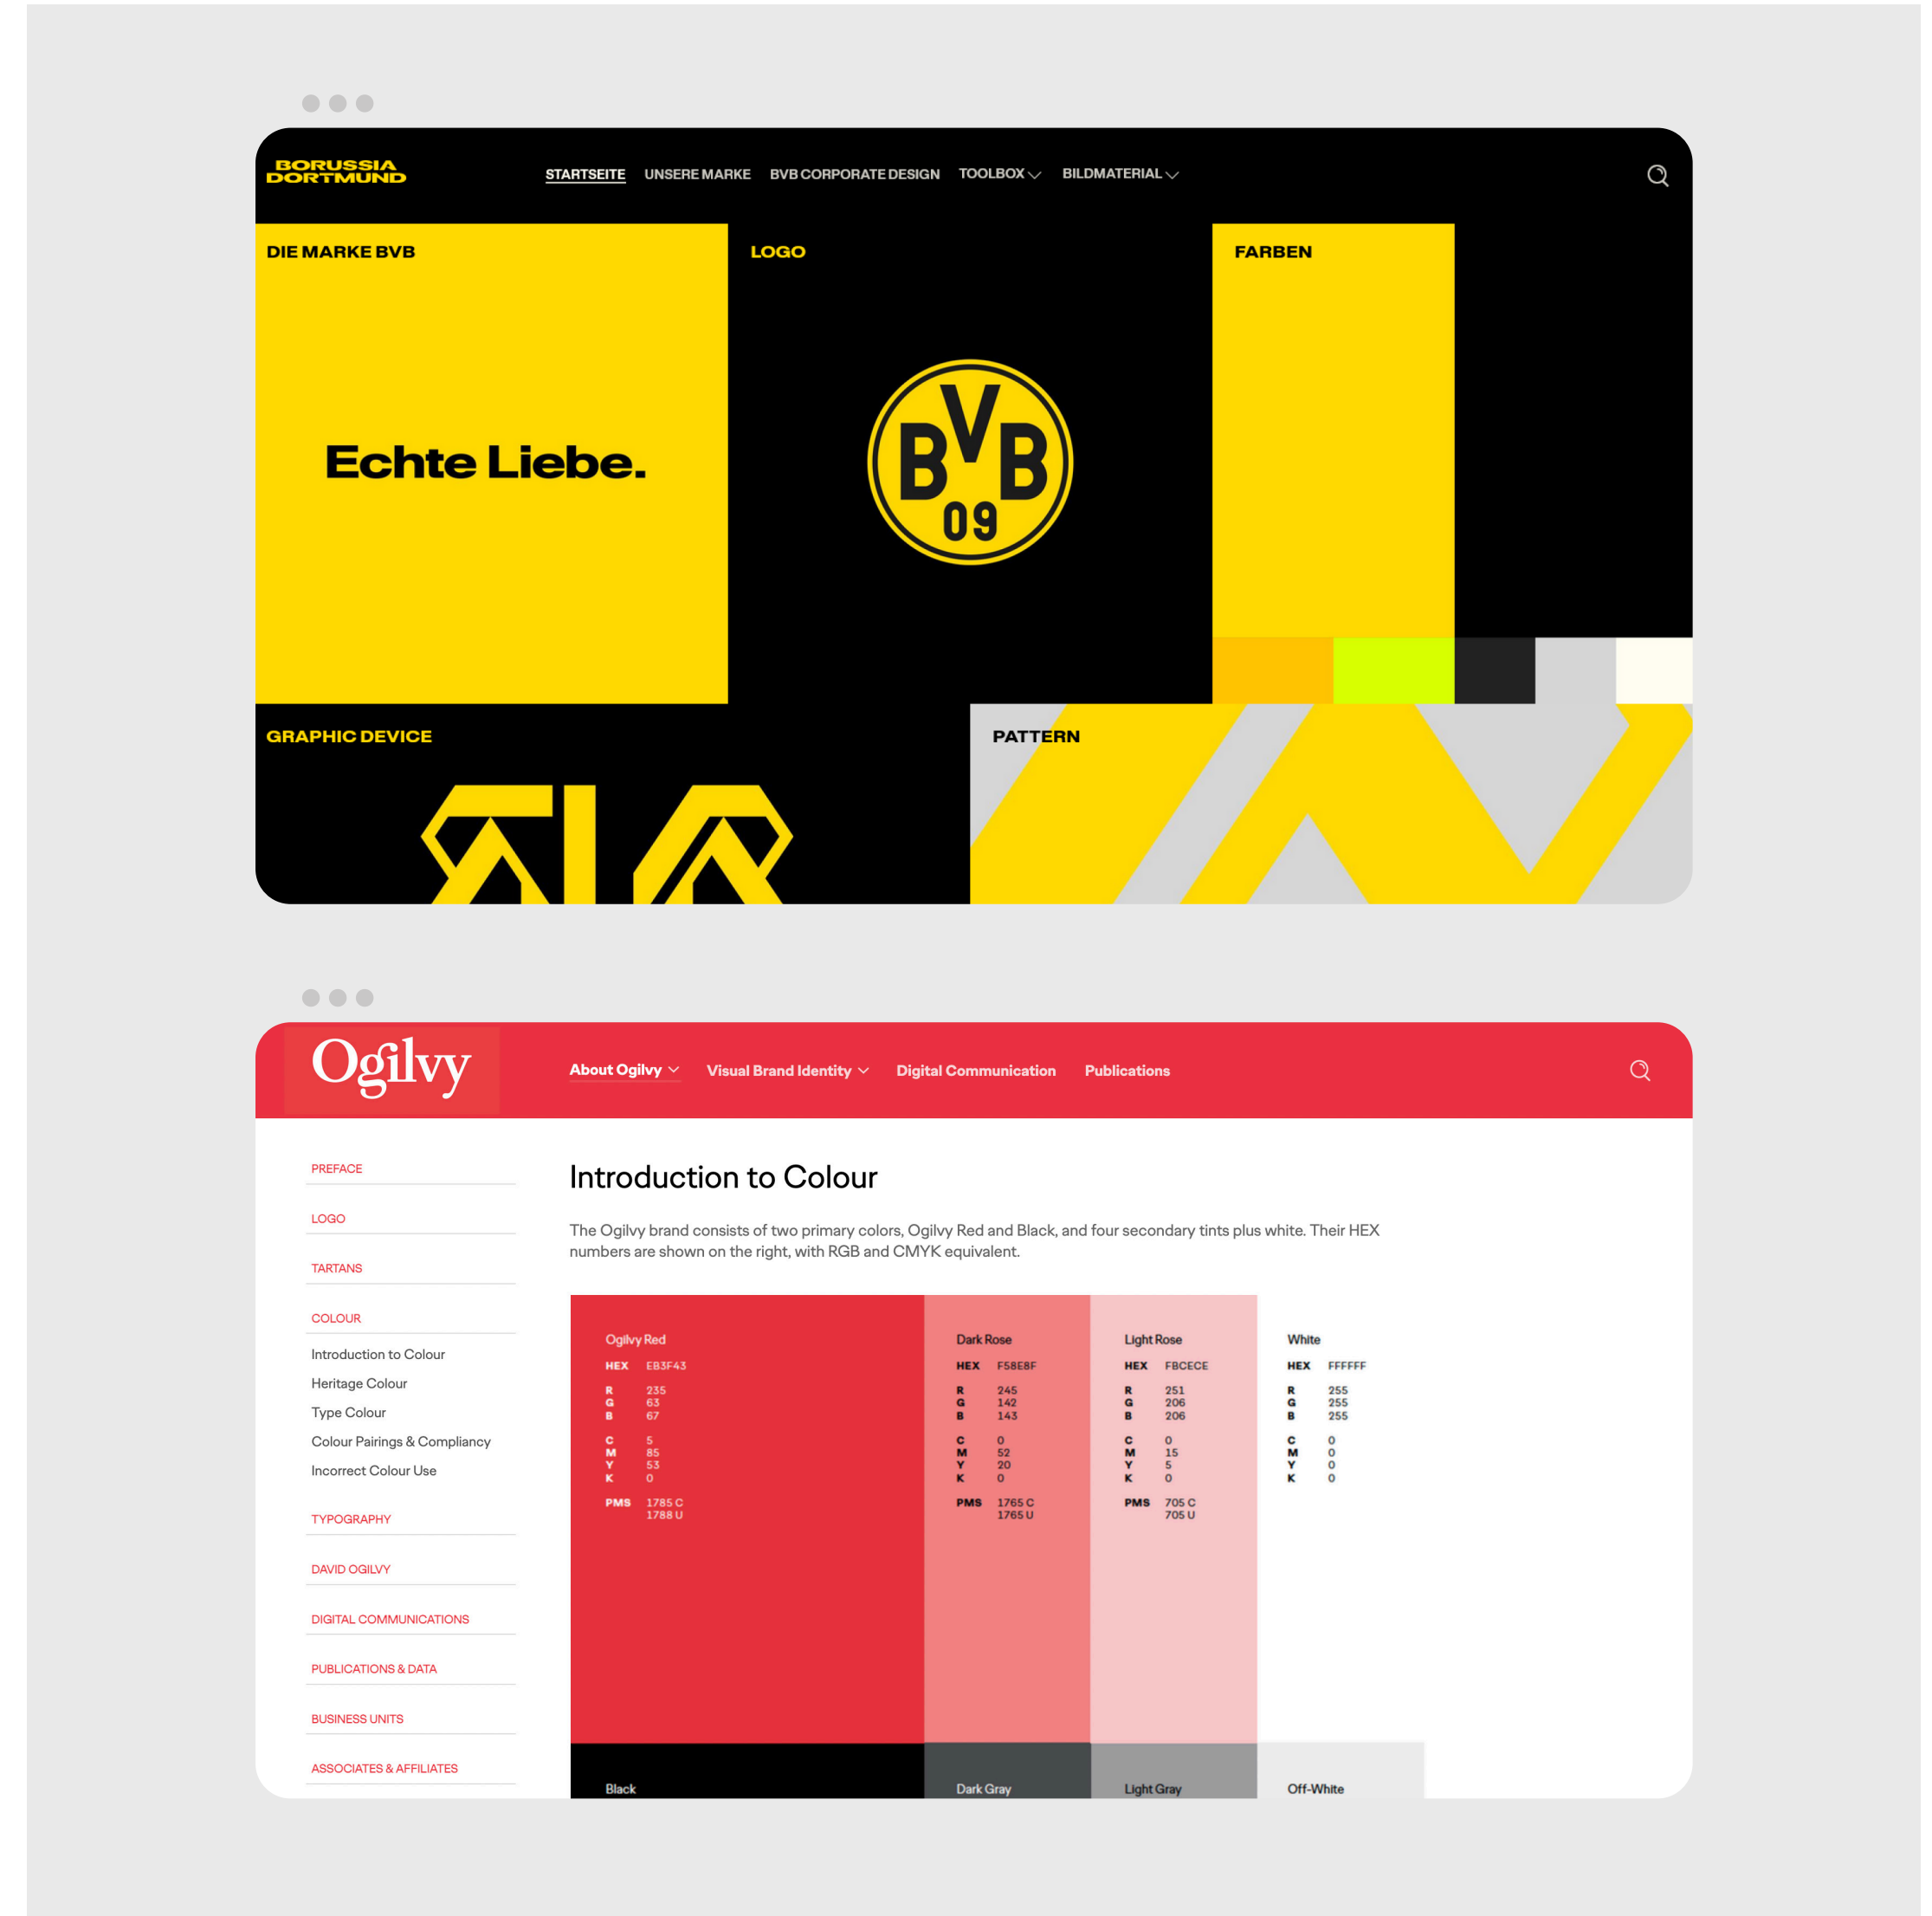 BORUSSIA
DORTMUND
STARTSEITE UNSERE MARKE BVB CORPORATE DESIGN TOOLBOX BILDMATERIAL
DIE MARKE BVB
LOGO
FARBEN
Echte Liebe.
BVB
09
GRAPHIC DEVICE
PATTERN
Ogilvy
About Ogilvy Visual Brand Identity Digital Communication Publications
PREFACE
LOGO
TARTANS
COLOUR
Introduction to Colour
Heritage Colour
Type Colour
Colour Pairings & Compliancy
Incorrect Colour Use
TYPOGRAPHY
DAVID OGILVY
DIGITAL COMMUNICATIONS
PUBLICATIONS & DATA
BUSINESS UNITS
ASSOCIATES & AFFILIATES
Introduction to Colour
The Ogilvy brand consists of two primary colors, Ogilvy Red and Black, and four secondary tints plus white. Their HEX
numbers are shown on the right, with RGB and CMYK equivalent.
Ogilvy Red
HEX EB3F43
R 235
G 63
B 67
C 5
M 85
Y 53
K 0
PMS 1785 C
1788 U
Dark Rose
HEX F58E8F
R 245
G 142
B 143
C 0
M 52
Y 20
K 0
PMS 1765 C
1765 U
Light Rose
HEX FBCECE
R 251
G 206
B 206
C 0
M 15
Y 5
K 0
PMS 705 C
705 U
White
HEX FFFFFF
R 255
G 255
B 255
C 0
M 0
Y 0
K 0
Black
Dark Gray
Light Gray
Off-White